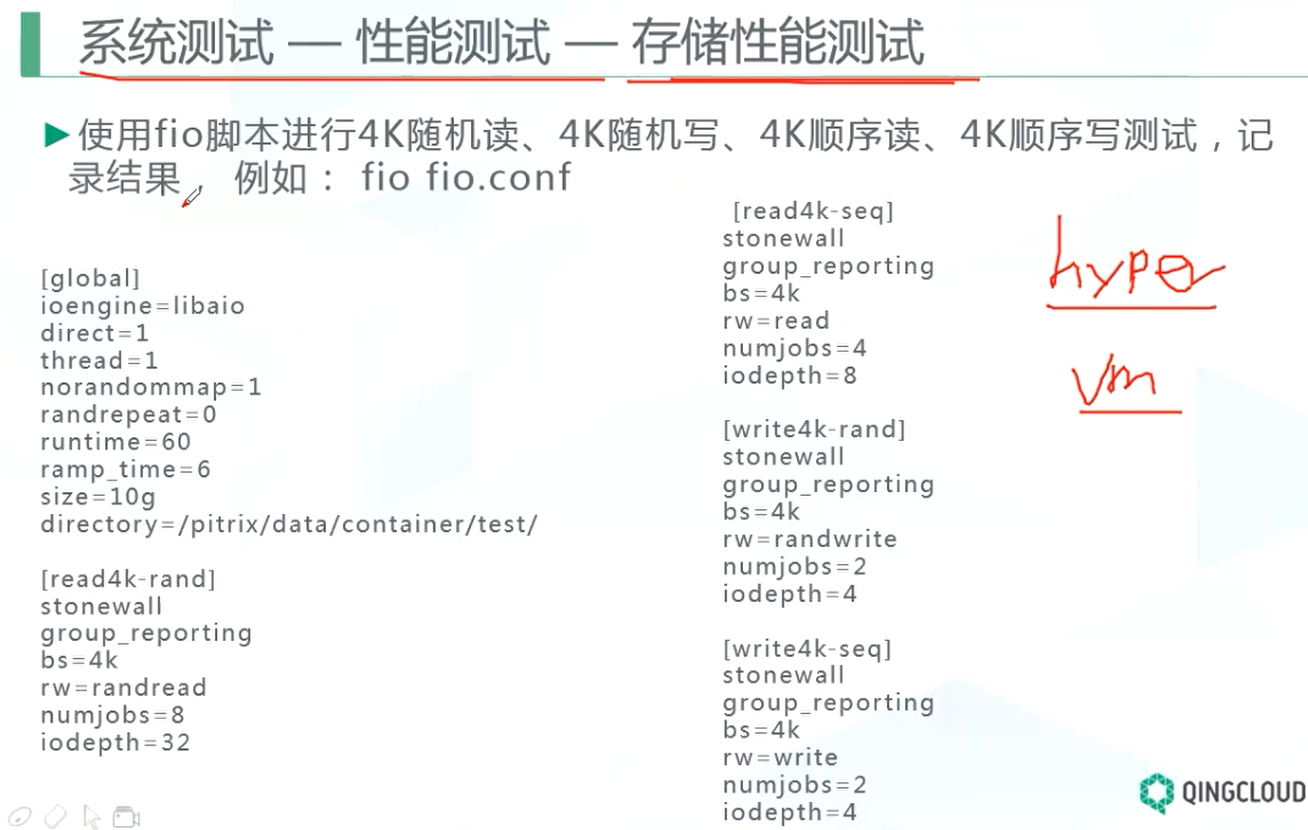 系统测试 — 性能测试 — 存储性能测试
使用fio脚本进行4K随机读、4K随机写、4K顺序读、4K顺序写测试，记
录结果， 例如： fio fio.conf
[global]
ioengine=libaio
direct=1
thread=1
norandommap=1
randrepeat=0
runtime=60
ramp_time=6
size=10g
directory=/pitrix/data/container/test/
[read4k-rand]
stonewall
group_reporting
bs=4k
rw=randread
numjobs=8
iodepth=32
[read4k-seq]
stonewall
group_reporting
bs=4k
rw=read
numjobs=4
iodepth=8
[write4k-rand]
stonewall
group_reporting
bs=4k
rw=randwrite
numjobs=2
iodepth=4
[write4k-seq]
stonewall
group_reporting
bs=4k
rw=write
numjobs=2
iodepth=4
hyper
vm
QINGCLOUD